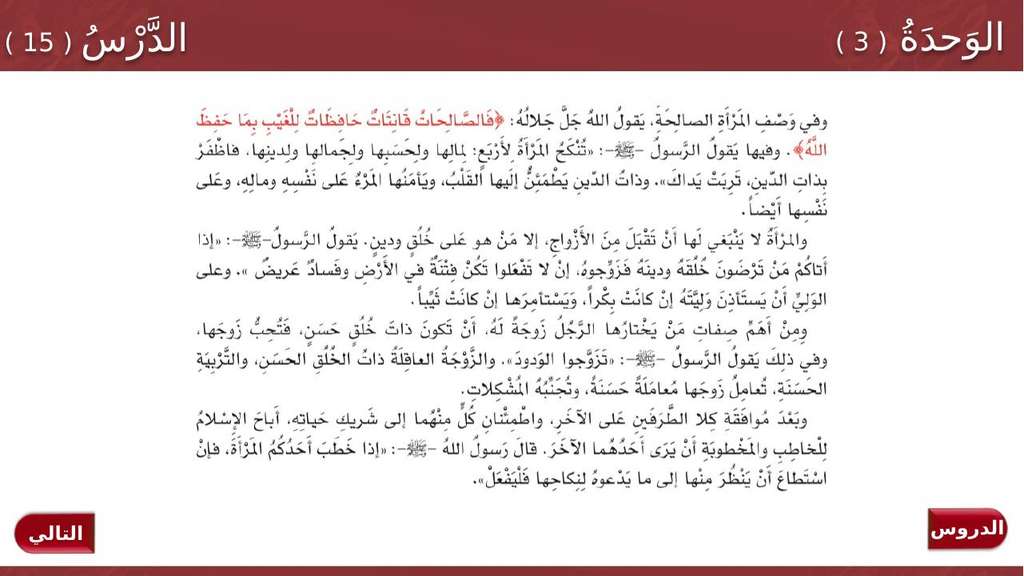 الوَحدَةُ ( 3 )
الدَّرْسُ ( 15 )
وفي وَصْفِ المَرْأَةِ الصالِحَةِ، يَقولُ اللهُ جَلَّ جَلالُهُ: ﴿فَالصَّالِحَاتُ قَانِتَاتٌ حَافِظَاتٌ لِلْغَيْبِ بِمَا حَفِظَ
اللَّهُ﴾. وفيها يَقولُ الرَّسولُ –ﷺ–: «تُنْكَحُ المَرْأَةُ لِأَرْبَعٍ: لِمالِها ولِحَسَبِها ولِجَمالِها ولِدينِها، فاظْفَرْ
بِذاتِ الدّينِ، تَرِبَتْ يَداكَ». وذاتُ الدّينِ يَطْمَئِنُّ إلَيها القَلْبُ، ويَأْمَنُها المَرْءُ عَلى نَفْسِهِ ومالِهِ، وعَلى
نَفْسِها أَيْضاً.
والمرْأَةُ لا يَنْبَغي لَها أَنْ تَقْبَلَ مِنَ الأَزْواجِ، إلا مَنْ هو عَلى خُلُقٍ ودينٍ. يَقولُ الرَّسولُ–ﷺ–: «إذا
أَتاكُمْ مَنْ تَرْضَونَ خُلُقَهُ ودينَهُ فَزَوِّجوهُ، إنْ لا تَفْعَلوا تَكُنْ فِتْنَةٌ في الأَرْضِ وفَسادٌ عَريضٌ ». وعلى
الوَلِيِّ أَنْ يَستَأذِنَ وَلِيَّتَهُ إنْ كانَتْ بِكْراً، وَيَسْتأمِرَها إنْ كانَتْ ثَيِّباً.
وِمِنْ أَهَمِّ صِفاتِ مَنْ يَخْتارُها الرَّجُلُ زَوجَةً لَهُ، أَنْ تَكونَ ذاتَ خُلُقٍ حَسَنٍ، فَتُحِبُّ زَوجَها،
وفي ذلِكَ يَقولُ الرَّسولُ –ﷺ–: «تَزَوَّجوا الوَدودَ»، والزَّوْجَةُ العاقِلَةُ ذاتُ الخُلُقِ الحَسَنِ، والتَّرْبِيَةِ
الحَسَنَةِ، تُعامِلُ زَوجَها مُعامَلَةً حَسَنَةً، وتُجَنِّبُهُ المُشْكِلاتِ.
وبَعْدَ مُوافَقَةِ كِلا الطَّرَفَينِ عَلى الآخَرِ، واطْمِئْنانِ كُلٍّ مِنْهُما إلى شَريكِ حَياتِهِ، أَباحَ الإسْلامُ
لِلْخاطِبِ والمَخْطوبَةِ أَنْ يَرَى أَحَدُهُما الآخَرَ. قالَ رَسولُ اللهُ –ﷺ–: «إذا خَطَبَ أَحَدُكُمُ المَرْأَةَ، فإنْ
اسْتَطاعَ أَنْ يَنْظُرَ مِنْها إلى ما يَدْعوهُ لِنِكاحِها فَلْيَفْعَلْ».
الدروس
التالي